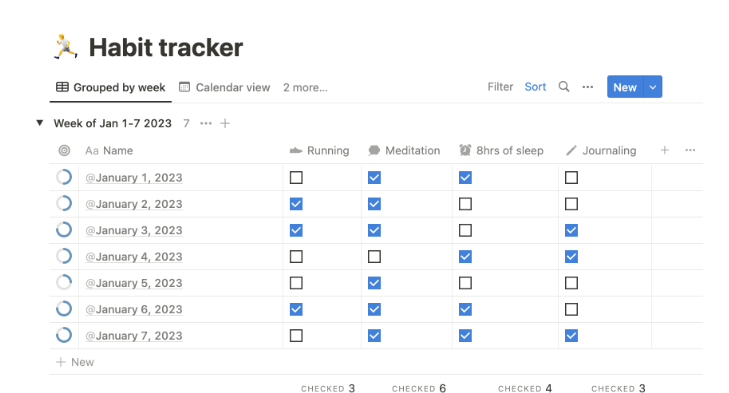 Habit tracker
Grouped by week Calendar view 2 more... Filter Sort New
Week of Jan 1-7 2023 7
Aa Name Running Meditation 8hrs of sleep Journaling
@January 1, 2023
@January 2, 2023
@January 3, 2023
@January 4, 2023
@January 5, 2023
@January 6, 2023
@January 7, 2023
+ New
CHECKED 3 CHECKED 6 CHECKED 4 CHECKED 3